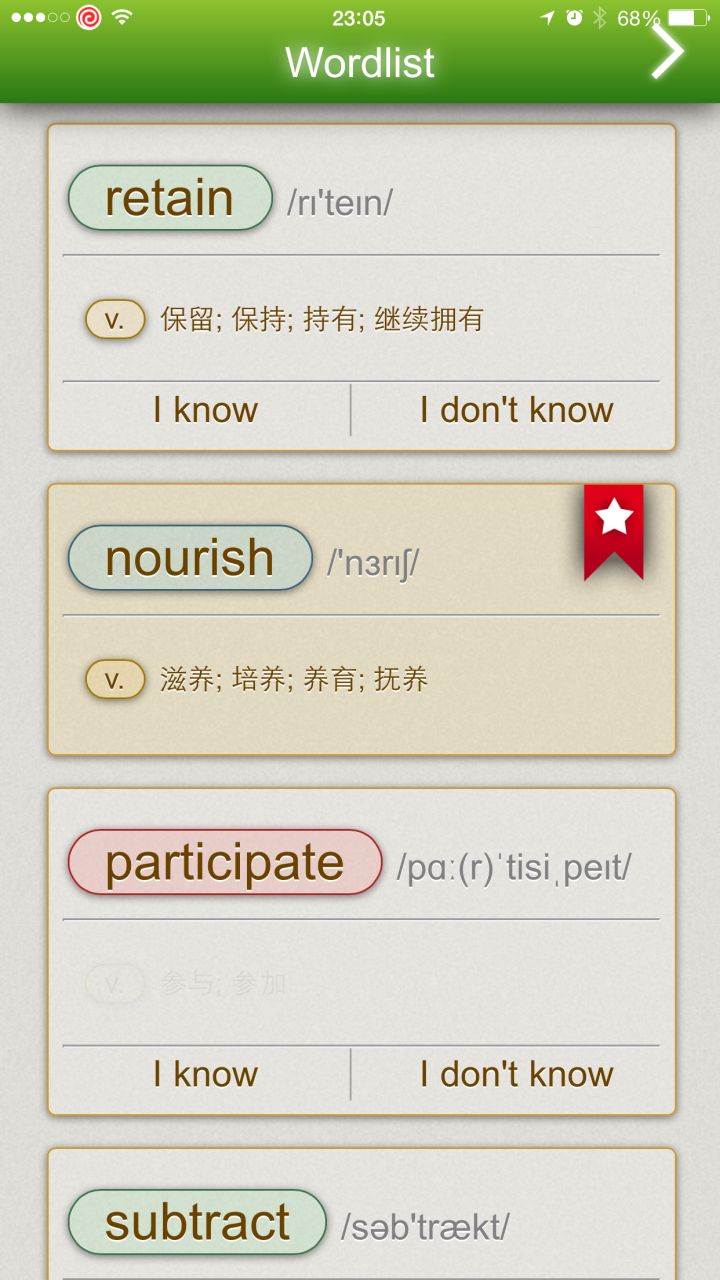 23:05 68%
Wordlist
retain /rɪ'teɪn/
v. 保留; 保持; 持有; 继续拥有
I know I don't know
nourish /'nɜrɪʃ/
v. 滋养; 培养; 养育; 抚养
participate /pɑː(r)ˈtisiˌpeɪt/
v. 参与; 参加
I know I don't know
subtract /səb'trækt/